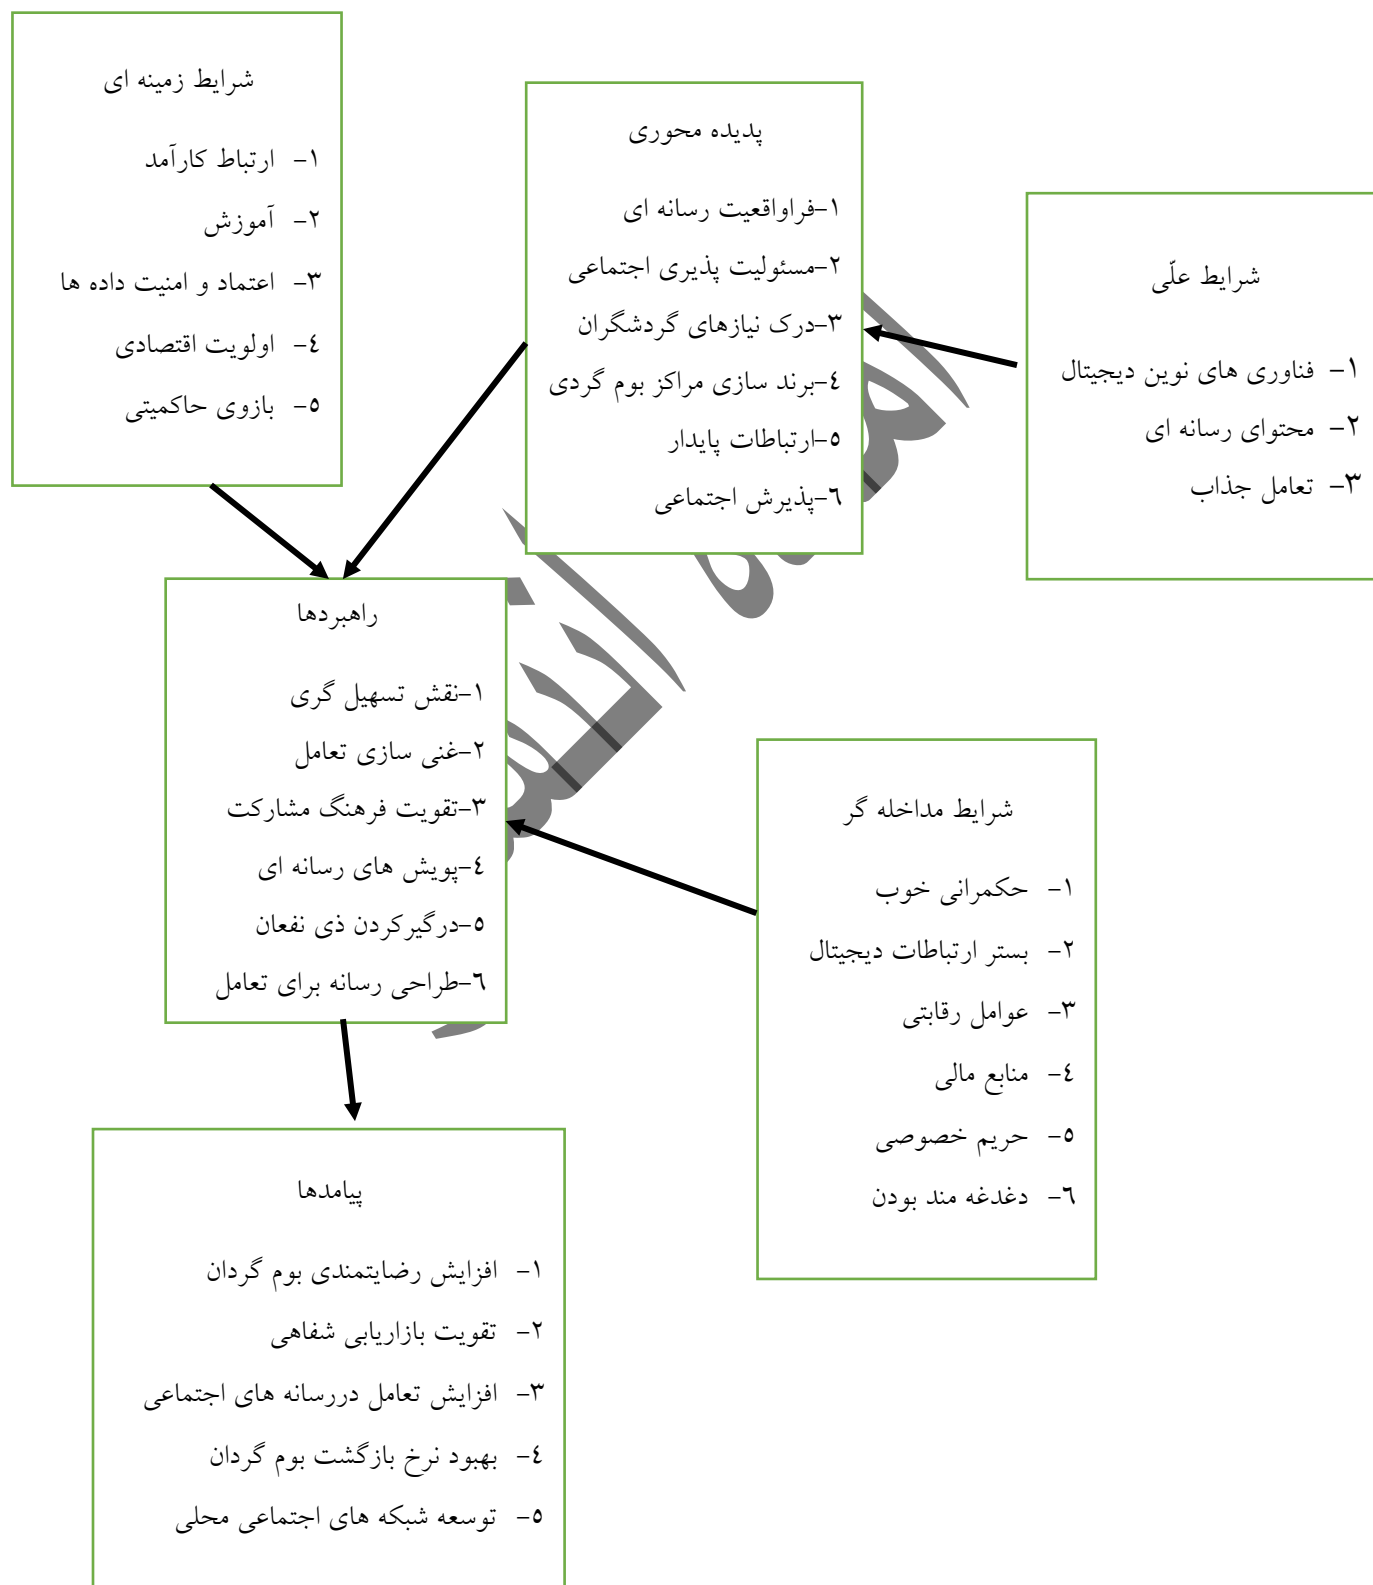 شرایط زمینه ای
۱- ارتباط کارآمد
۲- آموزش
۳- اعتماد و امنیت داده ها
٤- اولویت اقتصادی
٥- بازوی حاکمیتی
پدیده محوری
۱-فراواقعیت رسانه ای
۲-مسئولیت پذیری اجتماعی
۳-درک نیازهای گردشگران
٤-برند سازی مراکز بوم گردی
٥-ارتباطات پایدار
٦-پذیرش اجتماعی
شرایط علّی
۱- فناوری های نوین دیجیتال
۲- محتوای رسانه ای
۳- تعامل جذاب
راهبردها
۱-نقش تسهیل گری
۲-غنی سازی تعامل
۳-تقویت فرهنگ مشارکت
٤-پویش های رسانه ای
٥-درگیرکردن ذی نفعان
٦-طراحی رسانه برای تعامل
شرایط مداخله گر
۱- حکمرانی خوب
۲- بستر ارتباطات دیجیتال
۳- عوامل رقابتی
٤- منابع مالی
٥- حریم خصوصی
٦- دغدغه مند بودن
پیامدها
۱- افزایش رضایتمندی بوم گردان
۲- تقویت بازاریابی شفاهی
۳- افزایش تعامل دررسانه های اجتماعی
٤- بهبود نرخ بازگشت بوم گردان
٥- توسعه شبکه های اجتماعی محلی